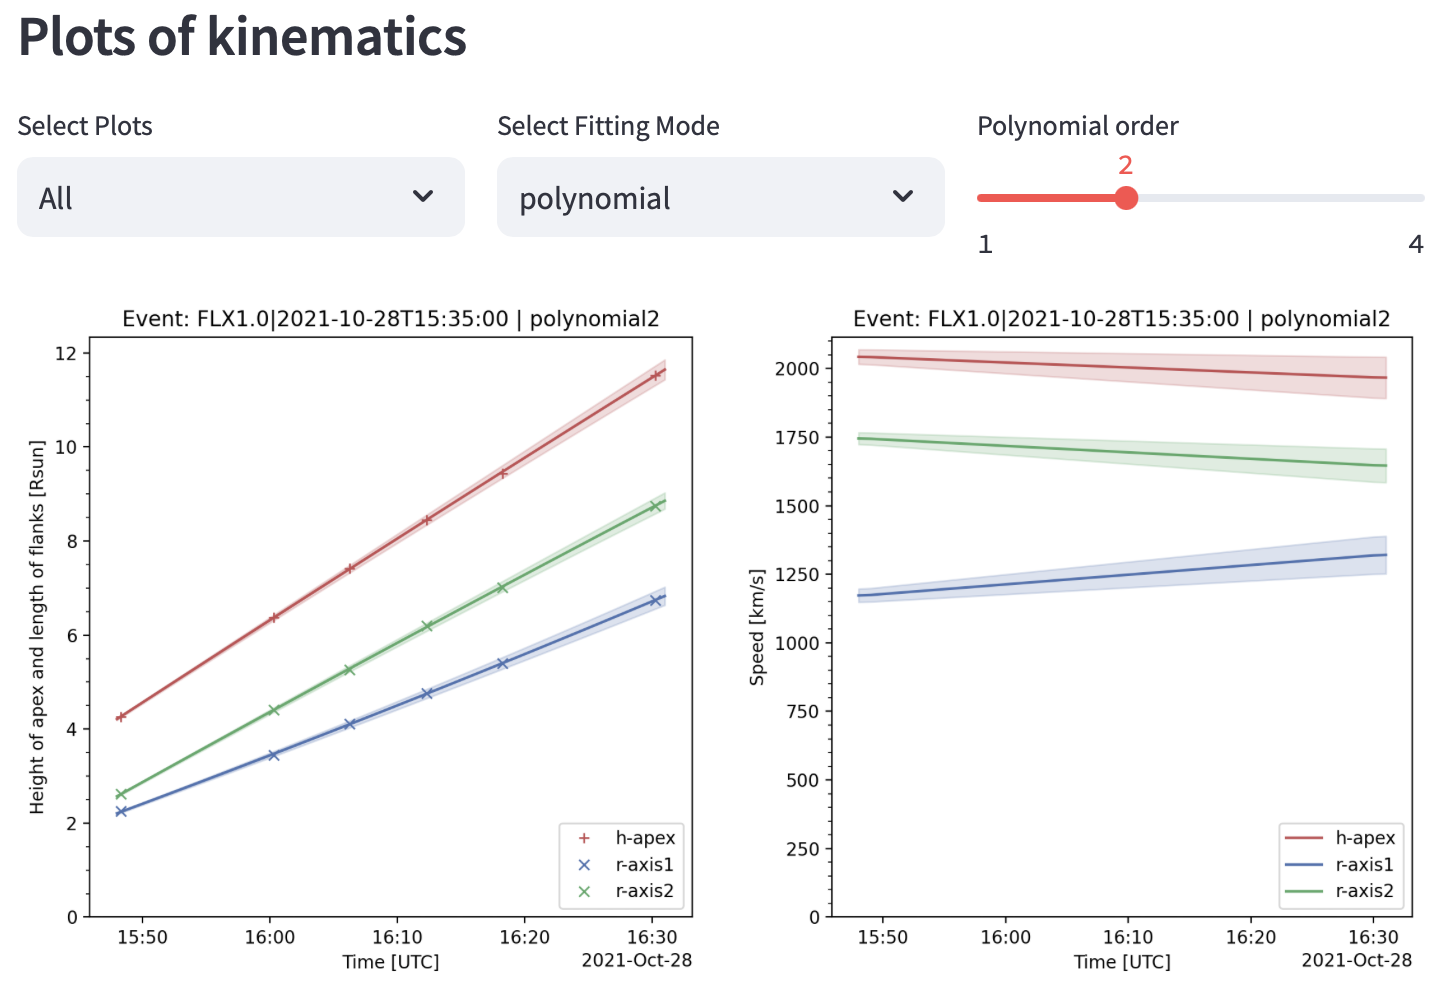 Plots of kinematics
Select Plots
Select Fitting Mode
Polynomial order
2
All
polynomial
1
4
Event: FLX1.0|2021-10-28T15:35:00 | polynomial2
12
10
8
6
4
2
0
Height of apex and length of flanks [Rsun]
h-apex
r-axis1
r-axis2
15:50
16:00
16:10
16:20
16:30
Time [UTC]
2021-Oct-28
Event: FLX1.0|2021-10-28T15:35:00 | polynomial2
2000
1750
1500
1250
1000
750
500
250
0
Speed [km/s]
h-apex
r-axis1
r-axis2
15:50
16:00
16:10
16:20
16:30
Time [UTC]
2021-Oct-28